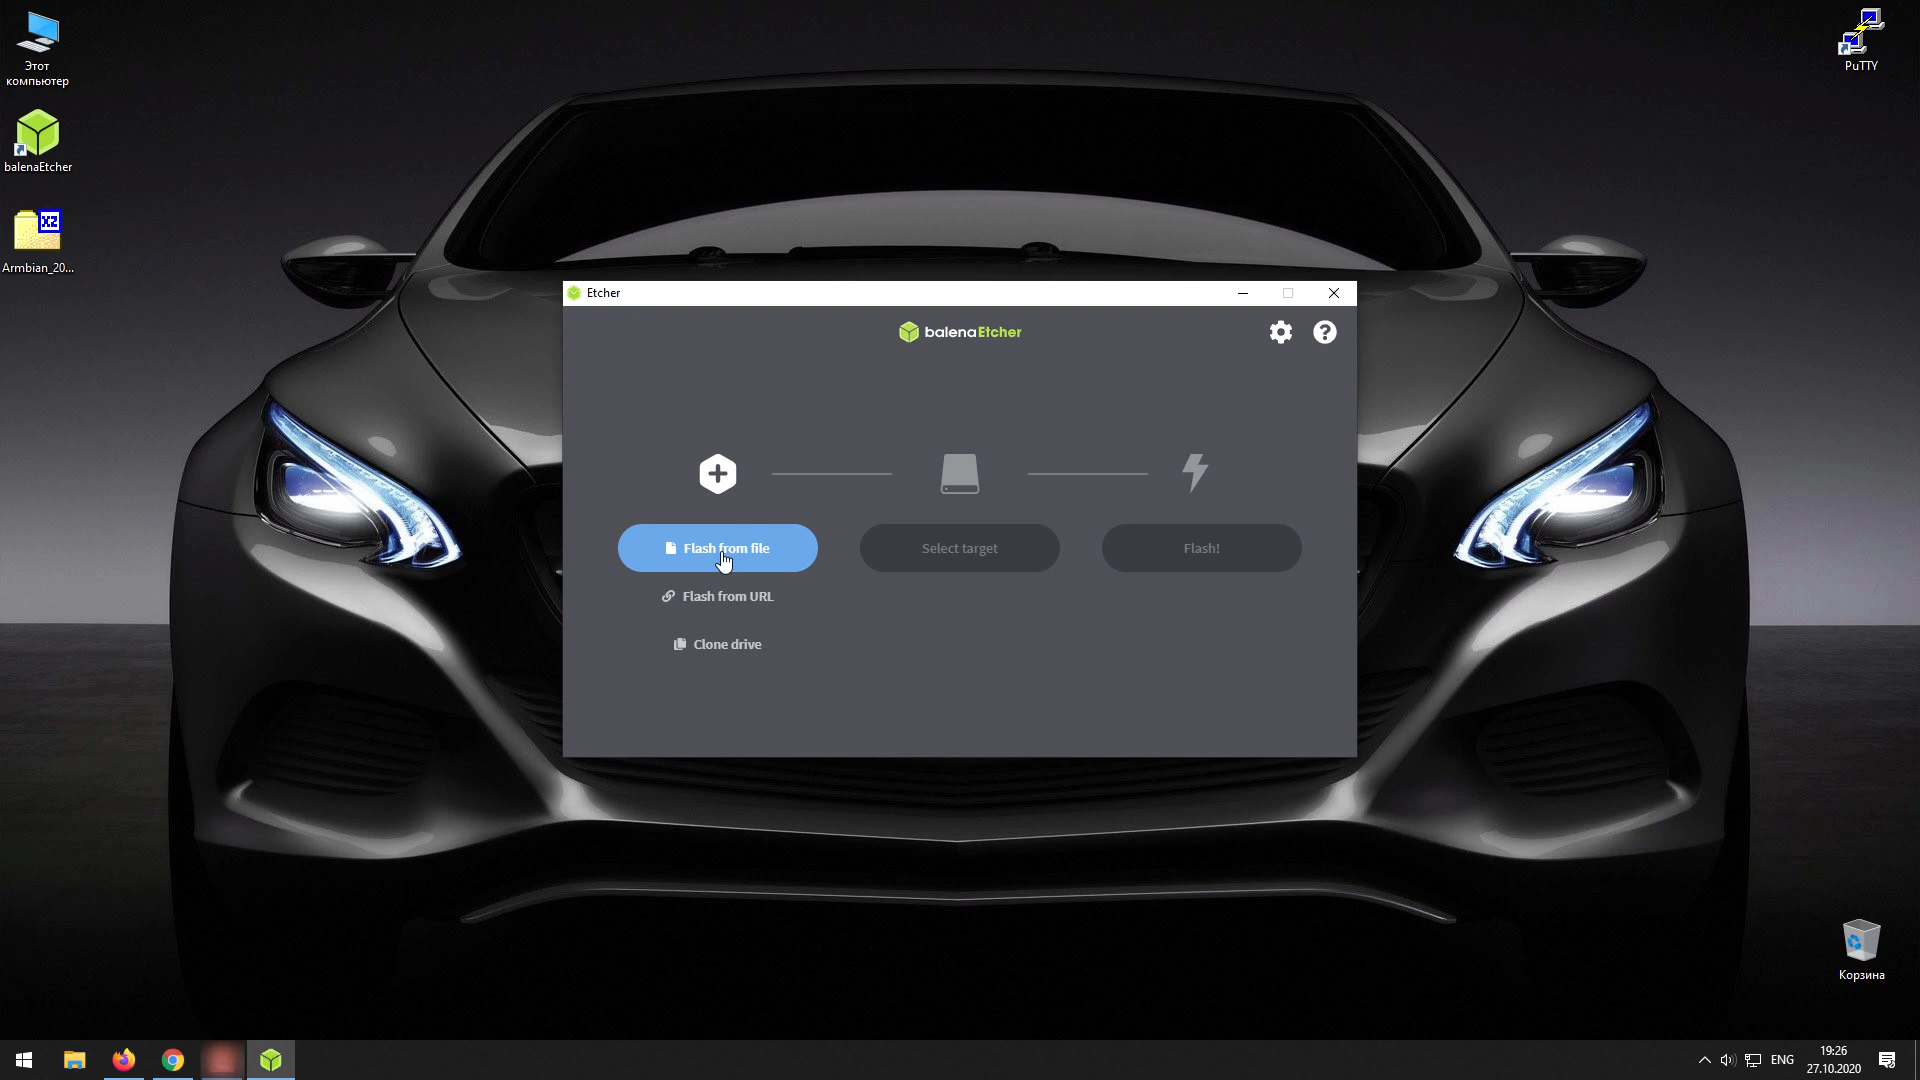 Этот
компьютер
balenaEtcher
XZ
Armbian_20...
PuTTY
Etcher
balenaEtcher
Flash from file
Select target
Flash!
Flash from URL
Clone drive
Корзина
ENG
19:26
27.10.2020